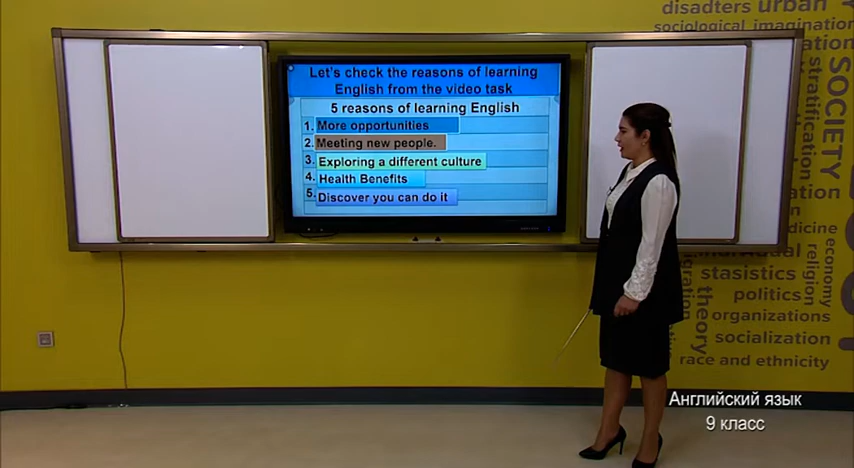 Let's check the reasons of learning
English from the video task
5 reasons of learning English
1. More opportunities
2. Meeting new people.
3. Exploring a different culture
4. Health Benefits
5. Discover you can do it
disadters urban
sociological imagination
stratification
SOCIETY
religion
economy
stasistics
politics
theory
organizations
socialization
race and ethnicity
Английский язык
9 класс